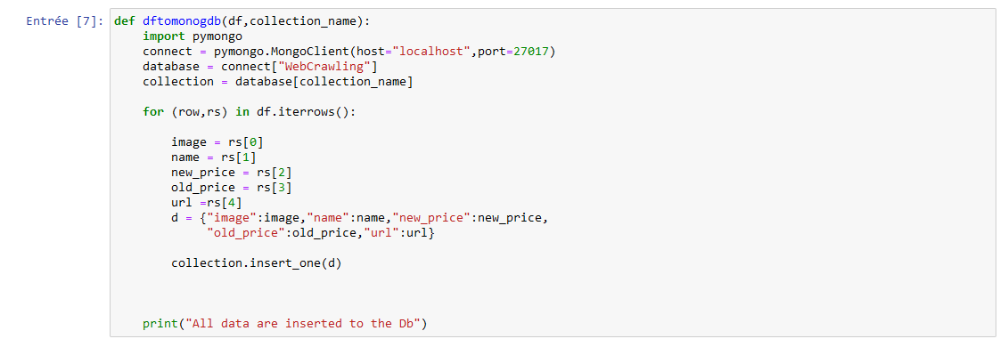 Entrée [7]: def dftomonogdb(df,collection_name):
    import pymongo
    connect = pymongo.MongoClient(host="localhost",port=27017)
    database = connect["WebCrawling"]
    collection = database[collection_name]
    for (row,rs) in df.iterrows():
        image = rs[0]
        name = rs[1]
        new_price = rs[2]
        old_price = rs[3]
        url =rs[4]
        d = {"image":image,"name":name,"new_price":new_price,
             "old_price":old_price,"url":url}
        collection.insert_one(d)
    print("All data are inserted to the Db")